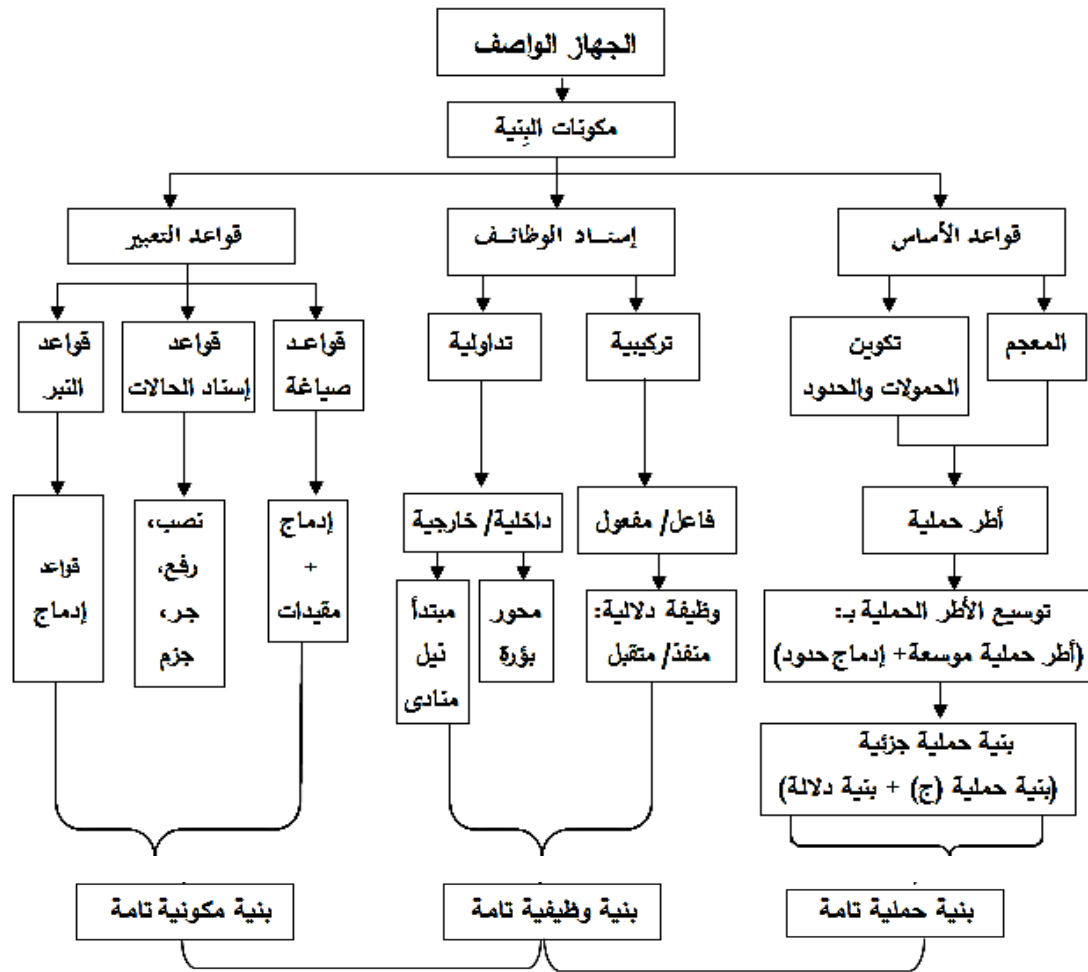 الجهاز الواصف
مكونات البِنية
قواعد الأساس
إسنــاد الوظائـف
قواعد التعبير
المعجم
تكوين
الحمولات والحدود
تركيبية
تداولية
قواعـد
صياغة
قواعد
إسناد الحالات
قواعد
النبر
أطر حملية
فاعل/ مفعول
داخلية/ خارجية
إدماج
+
مقيدات
نصب،
رفع،
جر،
جزم
قواعد
إدماج
توسيع الأطر الحملية بـ:
(أطر حملية موسعة+ إدماج حدود)
وظيفة دلالية:
منفذ/ متقبل
محور
بؤرة
مبتدأ
ذيل
منادى
بنية حملية جزئية
(بنية حملية (ج) + بنية دلالة)
بنية حملية تامة
بنية وظيفية تامة
بنية مكونية تامة